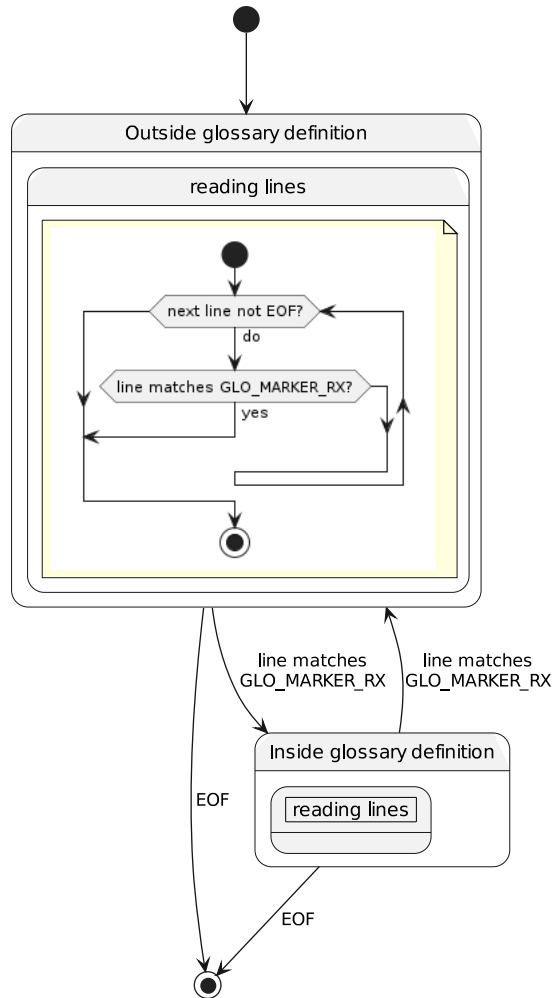 Outside glossary definition
reading lines
next line not EOF?
do
line matches GLO_MARKER_RX?
yes
line matches
GLO_MARKER_RX
line matches
GLO_MARKER_RX
Inside glossary definition
reading lines
EOF
EOF